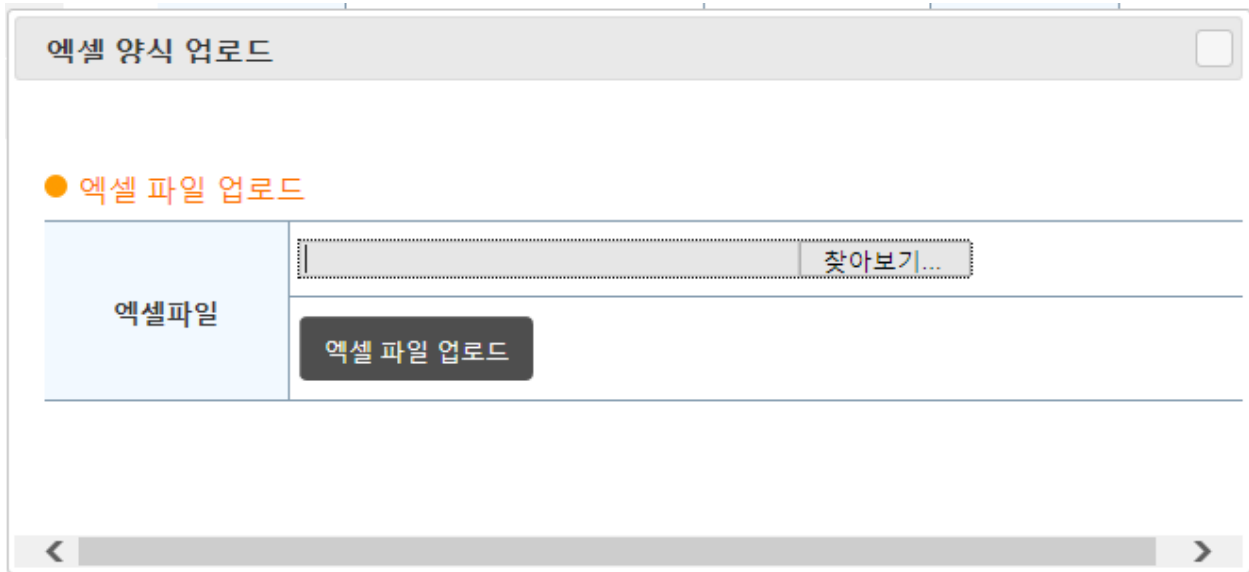 엑셀 양식 업로드
엑셀 파일 업로드
엑셀파일
찾아보기...
엑셀 파일 업로드